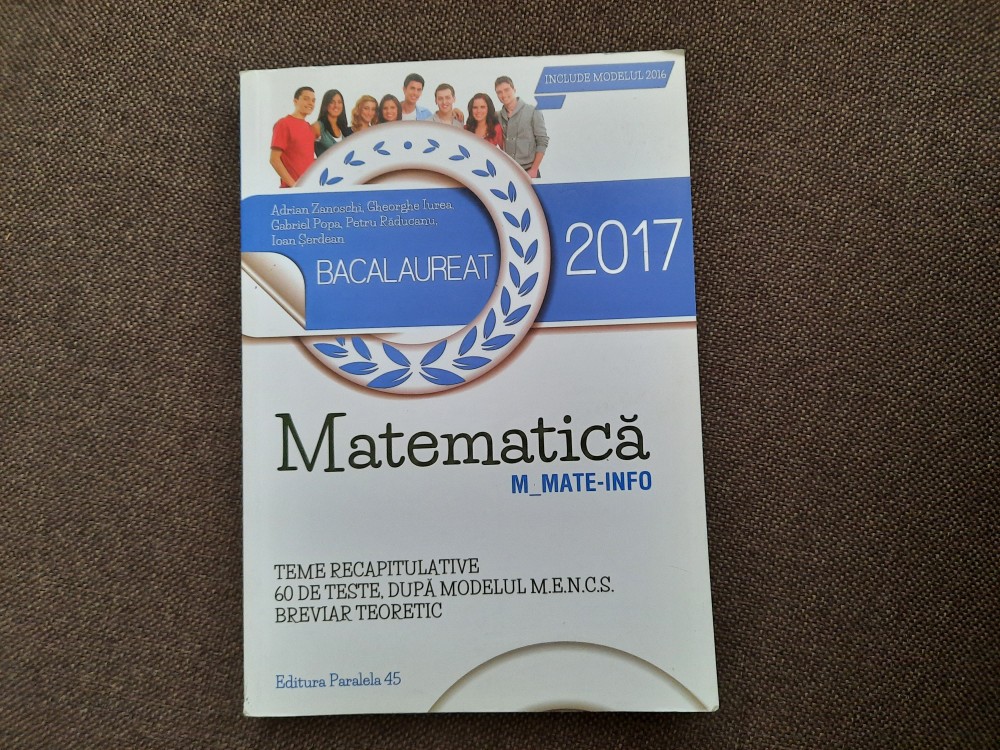 INCLUDE MODELUL 2016
Adrian Zanoschi, Gheorghe Iurea,
Gabriel Popa, Petru Răducanu,
Ioan Şerdean
BACALAUREAT 2017
Matematică
M_MATE-INFO
TEME RECAPITULATIVE
60 DE TESTE, DUPĂ MODELUL M.E.N.C.S.
BREVIAR TEORETIC
Editura Paralela 45